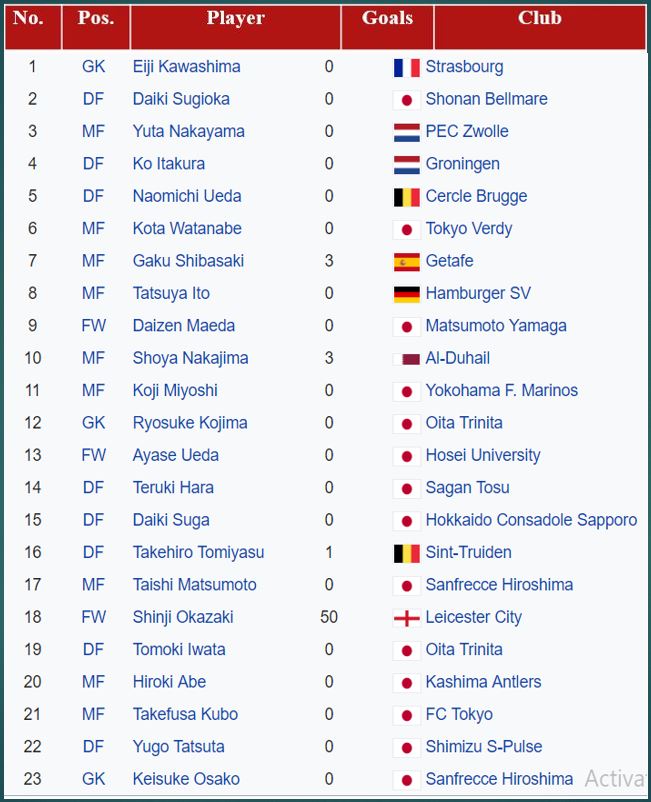 No. Pos. Player Goals Club
1 GK Eiji Kawashima 0 Strasbourg
2 DF Daiki Sugioka 0 Shonan Bellmare
3 MF Yuta Nakayama 0 PEC Zwolle
4 DF Ko Itakura 0 Groningen
5 DF Naomichi Ueda 0 Cercle Brugge
6 MF Kota Watanabe 0 Tokyo Verdy
7 MF Gaku Shibasaki 3 Getafe
8 MF Tatsuya Ito 0 Hamburger SV
9 FW Daizen Maeda 0 Matsumoto Yamaga
10 MF Shoya Nakajima 3 Al-Duhail
11 MF Koji Miyoshi 0 Yokohama F. Marinos
12 GK Ryosuke Kojima 0 Oita Trinita
13 FW Ayase Ueda 0 Hosei University
14 DF Teruki Hara 0 Sagan Tosu
15 DF Daiki Suga 0 Hokkaido Consadole Sapporo
16 DF Takehiro Tomiyasu 1 Sint-Truiden
17 MF Taishi Matsumoto 0 Sanfrecce Hiroshima
18 FW Shinji Okazaki 50 Leicester City
19 DF Tomoki Iwata 0 Oita Trinita
20 MF Hiroki Abe 0 Kashima Antlers
21 MF Takefusa Kubo 0 FC Tokyo
22 DF Yugo Tatsuta 0 Shimizu S-Pulse
23 GK Keisuke Osako 0 Sanfrecce Hiroshima Activa